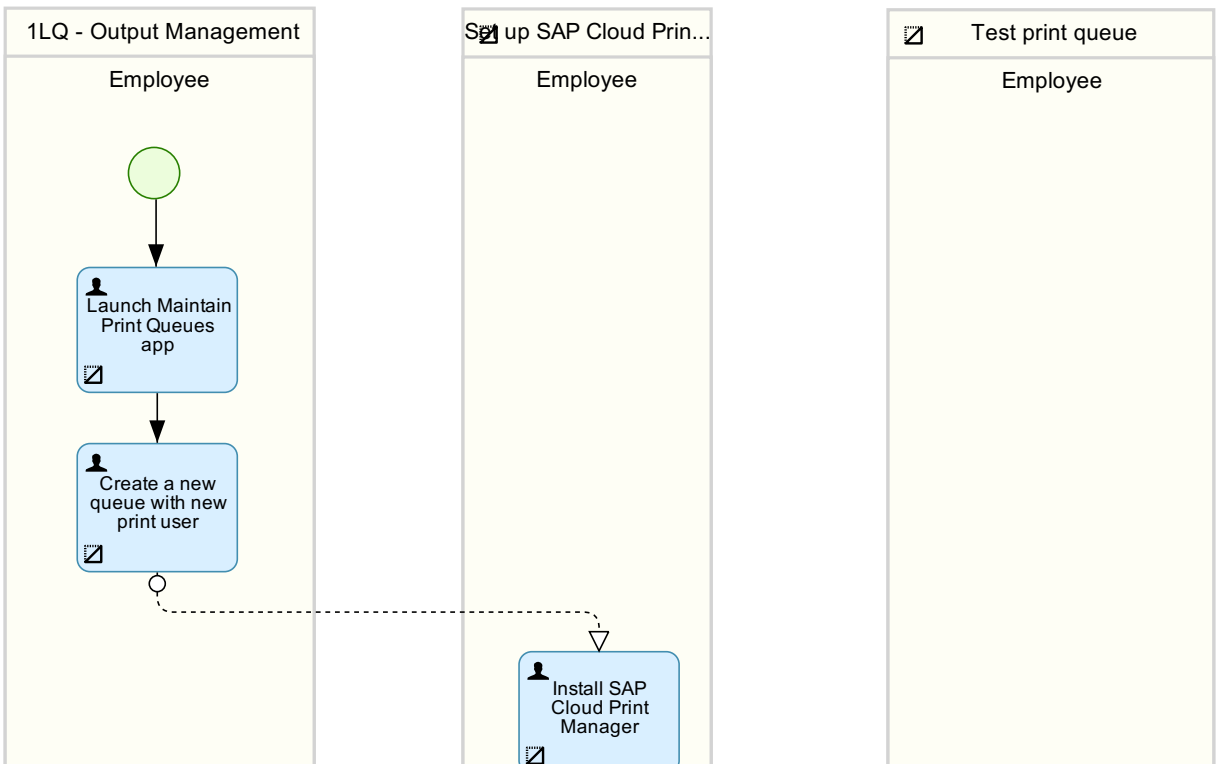 1LQ - Output Management
Employee
Launch Maintain
Print Queues
app
Create a new
queue with new
print user
Set up SAP Cloud Prin...
Employee
Install SAP
Cloud Print
Manager
Test print queue
Employee